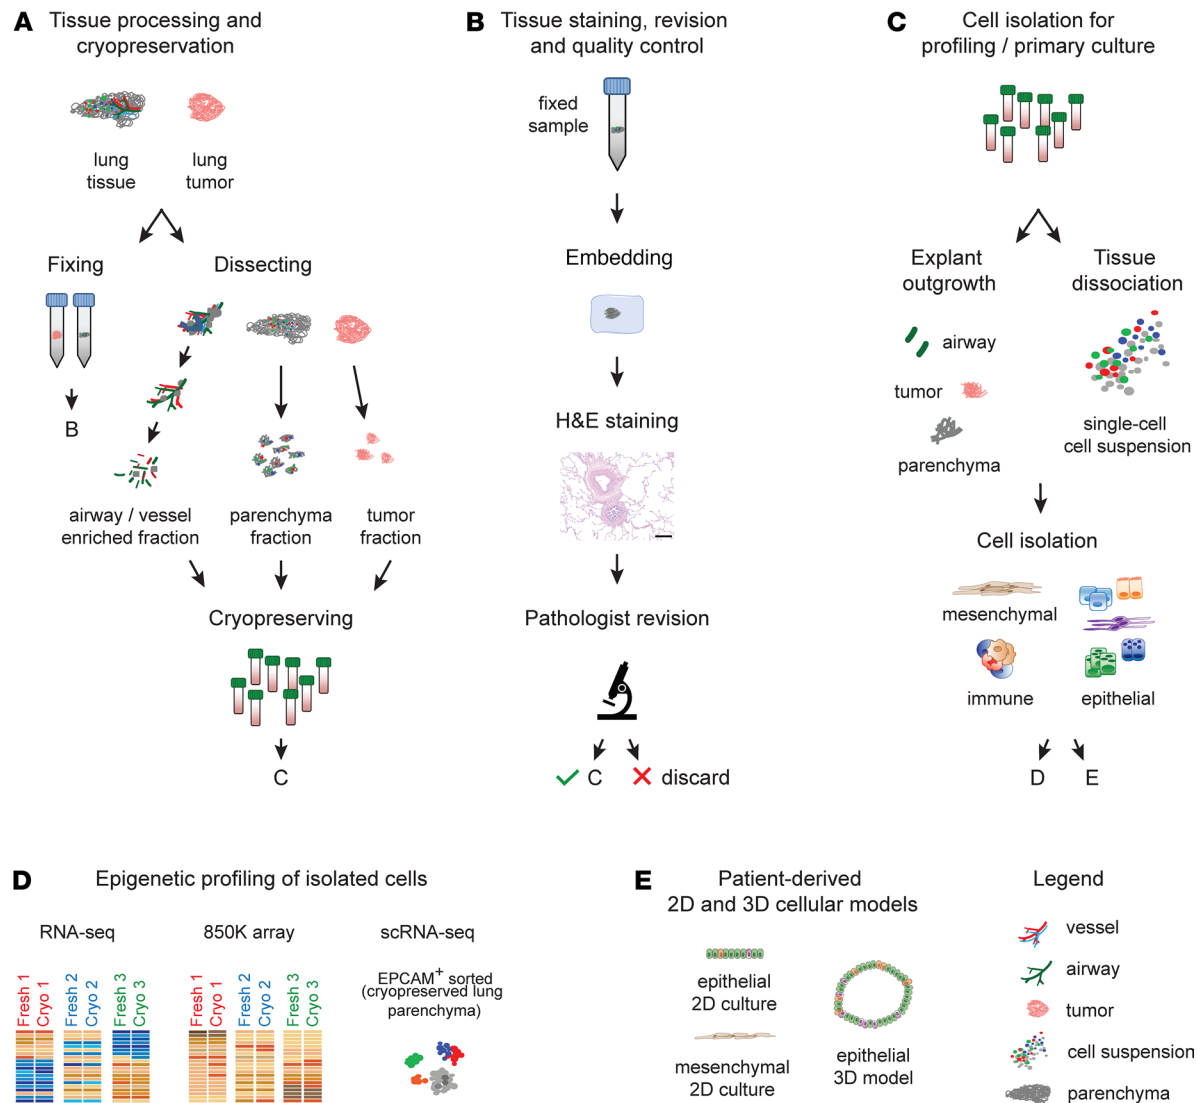 A
Tissue processing and
cryopreservation
lung
tissue
lung
tumor
Fixing
Dissecting
B
airway / vessel
enriched fraction
parenchyma
fraction
tumor
fraction
Cryopreserving
C
B
Tissue staining, revision
and quality control
fixed
sample
Embedding
H&E staining
Pathologist revision
C
discard
C
Cell isolation for
profiling / primary culture
Explant
outgrowth
Tissue
dissociation
airway
tumor
parenchyma
single-cell
cell suspension
Cell isolation
mesenchymal
immune
epithelial
D
E
D
Epigenetic profiling of isolated cells
RNA-seq
Fresh 1
Cryo 1
Fresh 2
Cryo 2
Fresh 3
Cryo 3
850K array
Fresh 1
Cryo 1
Fresh 2
Cryo 2
Fresh 3
Cryo 3
scRNA-seq
EPCAM+ sorted
(cryopreserved lung
parenchyma)
E
Patient-derived
2D and 3D cellular models
epithelial
2D culture
mesenchymal
2D culture
epithelial
3D model
Legend
vessel
airway
tumor
cell suspension
parenchyma